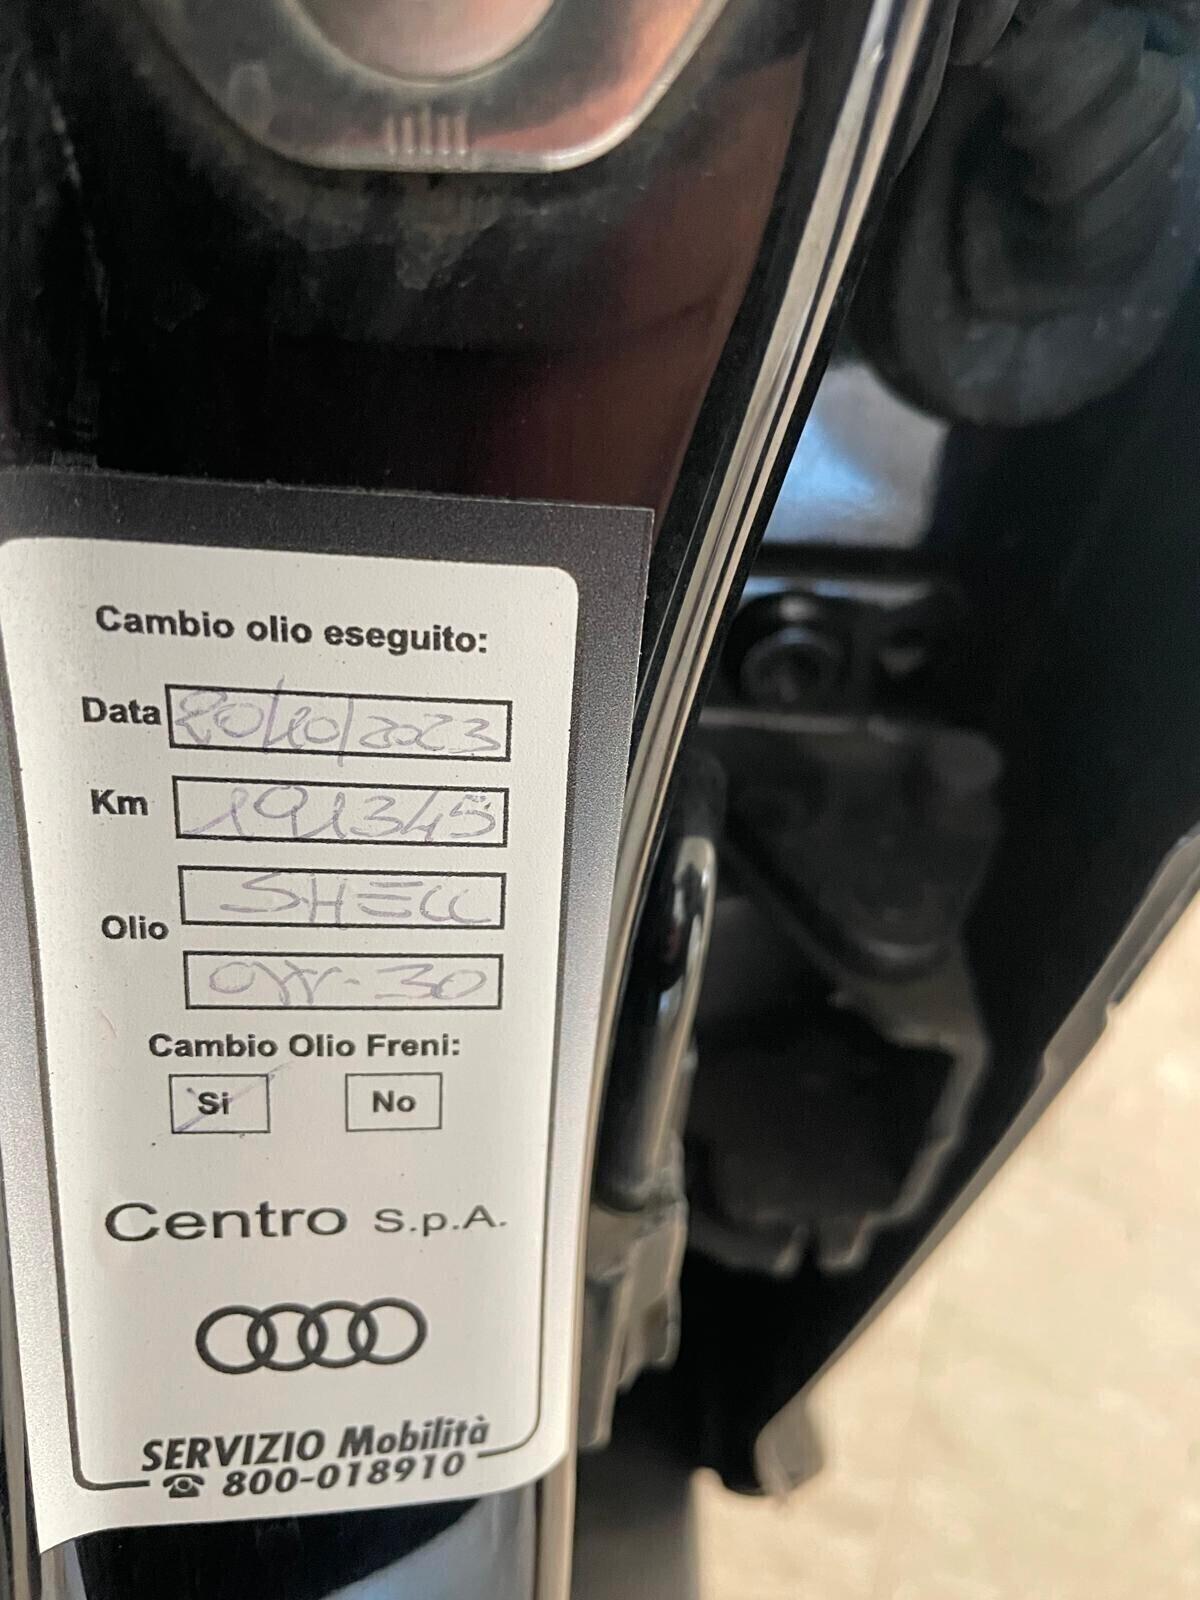 Cambio olio eseguito:
Data 20/10/2023
Km 191345
SHELL
Olio
0W-30
Cambio Olio Freni:
Si No
Centro S.p.A.
SERVIZIO Mobilità
☎ 800-018910